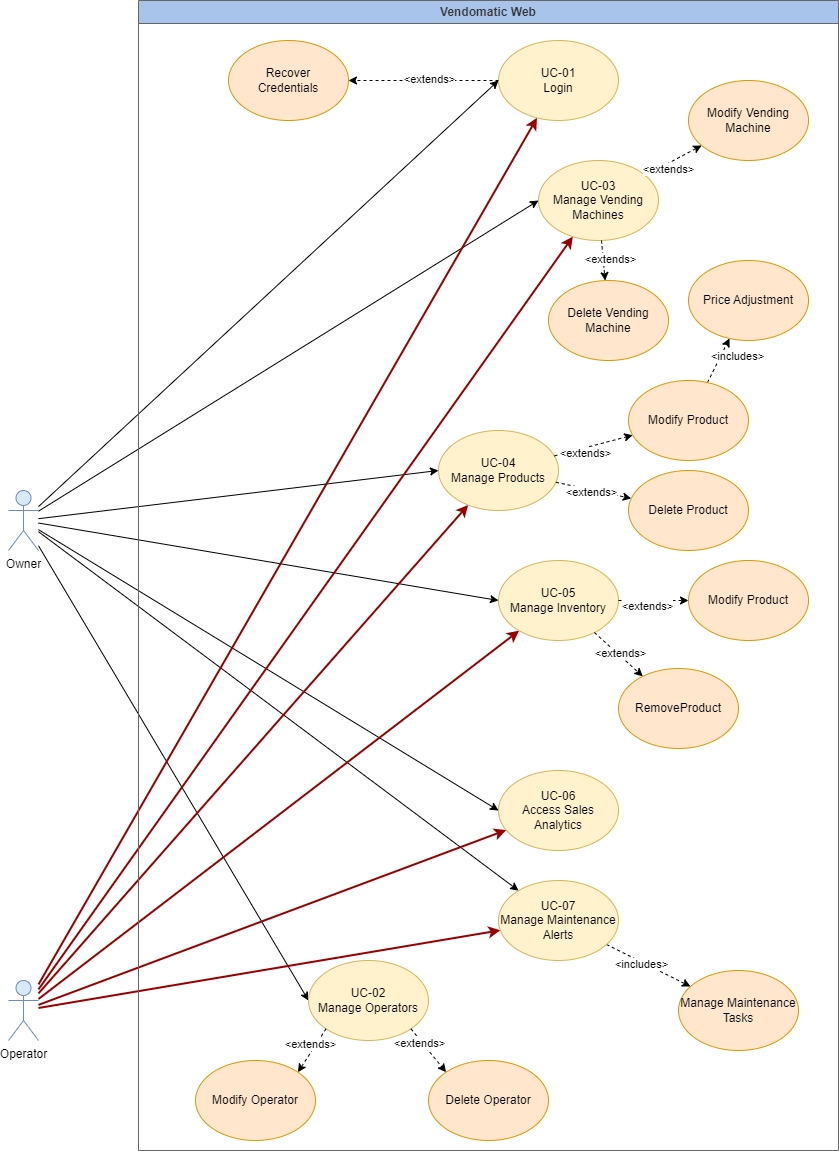 Vendomatic Web
Recover
Credentials
<extends>
UC-01
Login
Modify Vending
Machine
<extends>
UC-03
Manage Vending
Machines
<extends>
Delete Vending
Machine
Price Adjustment
<includes>
Modify Product
<extends>
UC-04
Manage Products
<extends>
Delete Product
Owner
UC-05
Manage Inventory
<extends>
Modify Product
<extends>
RemoveProduct
UC-06
Access Sales
Analytics
UC-07
Manage Maintenance
Alerts
<includes>
Manage Maintenance
Tasks
Operator
UC-02
Manage Operators
<extends>
<extends>
Modify Operator
Delete Operator